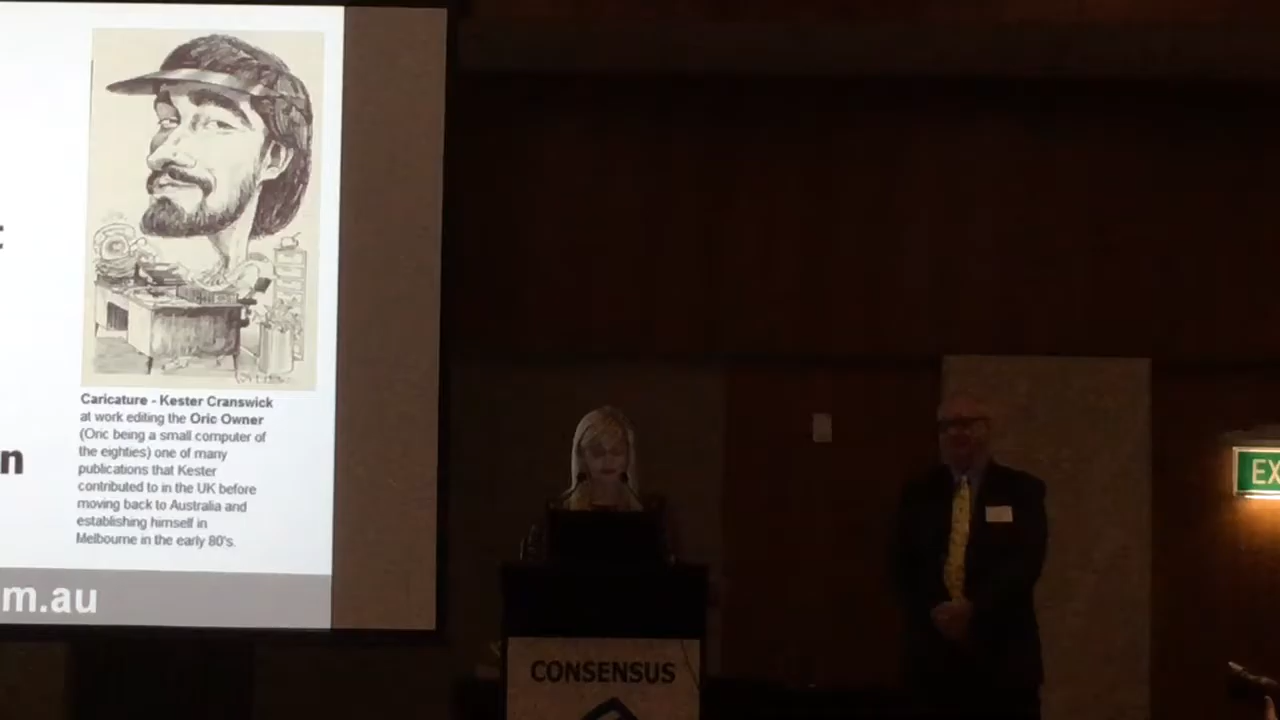 Caricature - Kester Cranswick
at work editing the Oric Owner
(Oric being a small computer of
the eighties) one of many
publications that Kester
contributed to in the UK before
moving back to Australia and
establishing himself in
Melbourne in the early 80's.
n
m.au
CONSENSUS
EX